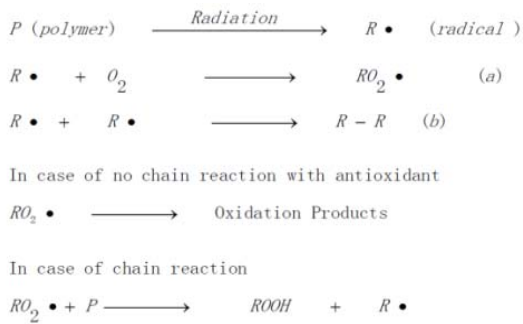 P (polymer) Radiation ⟶ R • (radical )
R • + O₂ ⟶ RO₂ • (a)
R • + R • ⟶ R − R (b)
In case of no chain reaction with antioxidant
RO₂ • ⟶ Oxidation Products
In case of chain reaction
RO₂ • + P ⟶ ROOH + R •